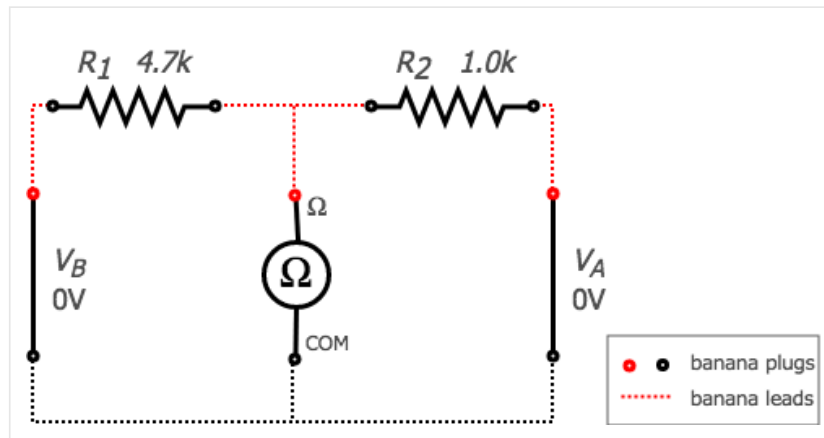 R1 4.7k
R2 1.0k
Ω
Ω
VB
0V
VA
0V
COM
banana plugs
banana leads